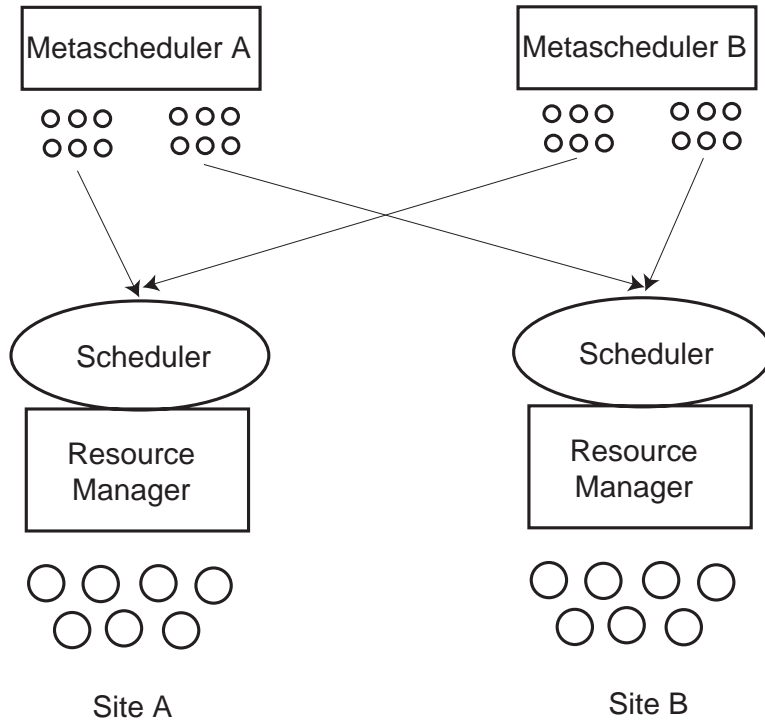 Metascheduler A
Metascheduler B
Scheduler
Scheduler
Resource
Manager
Resource
Manager
Site A
Site B